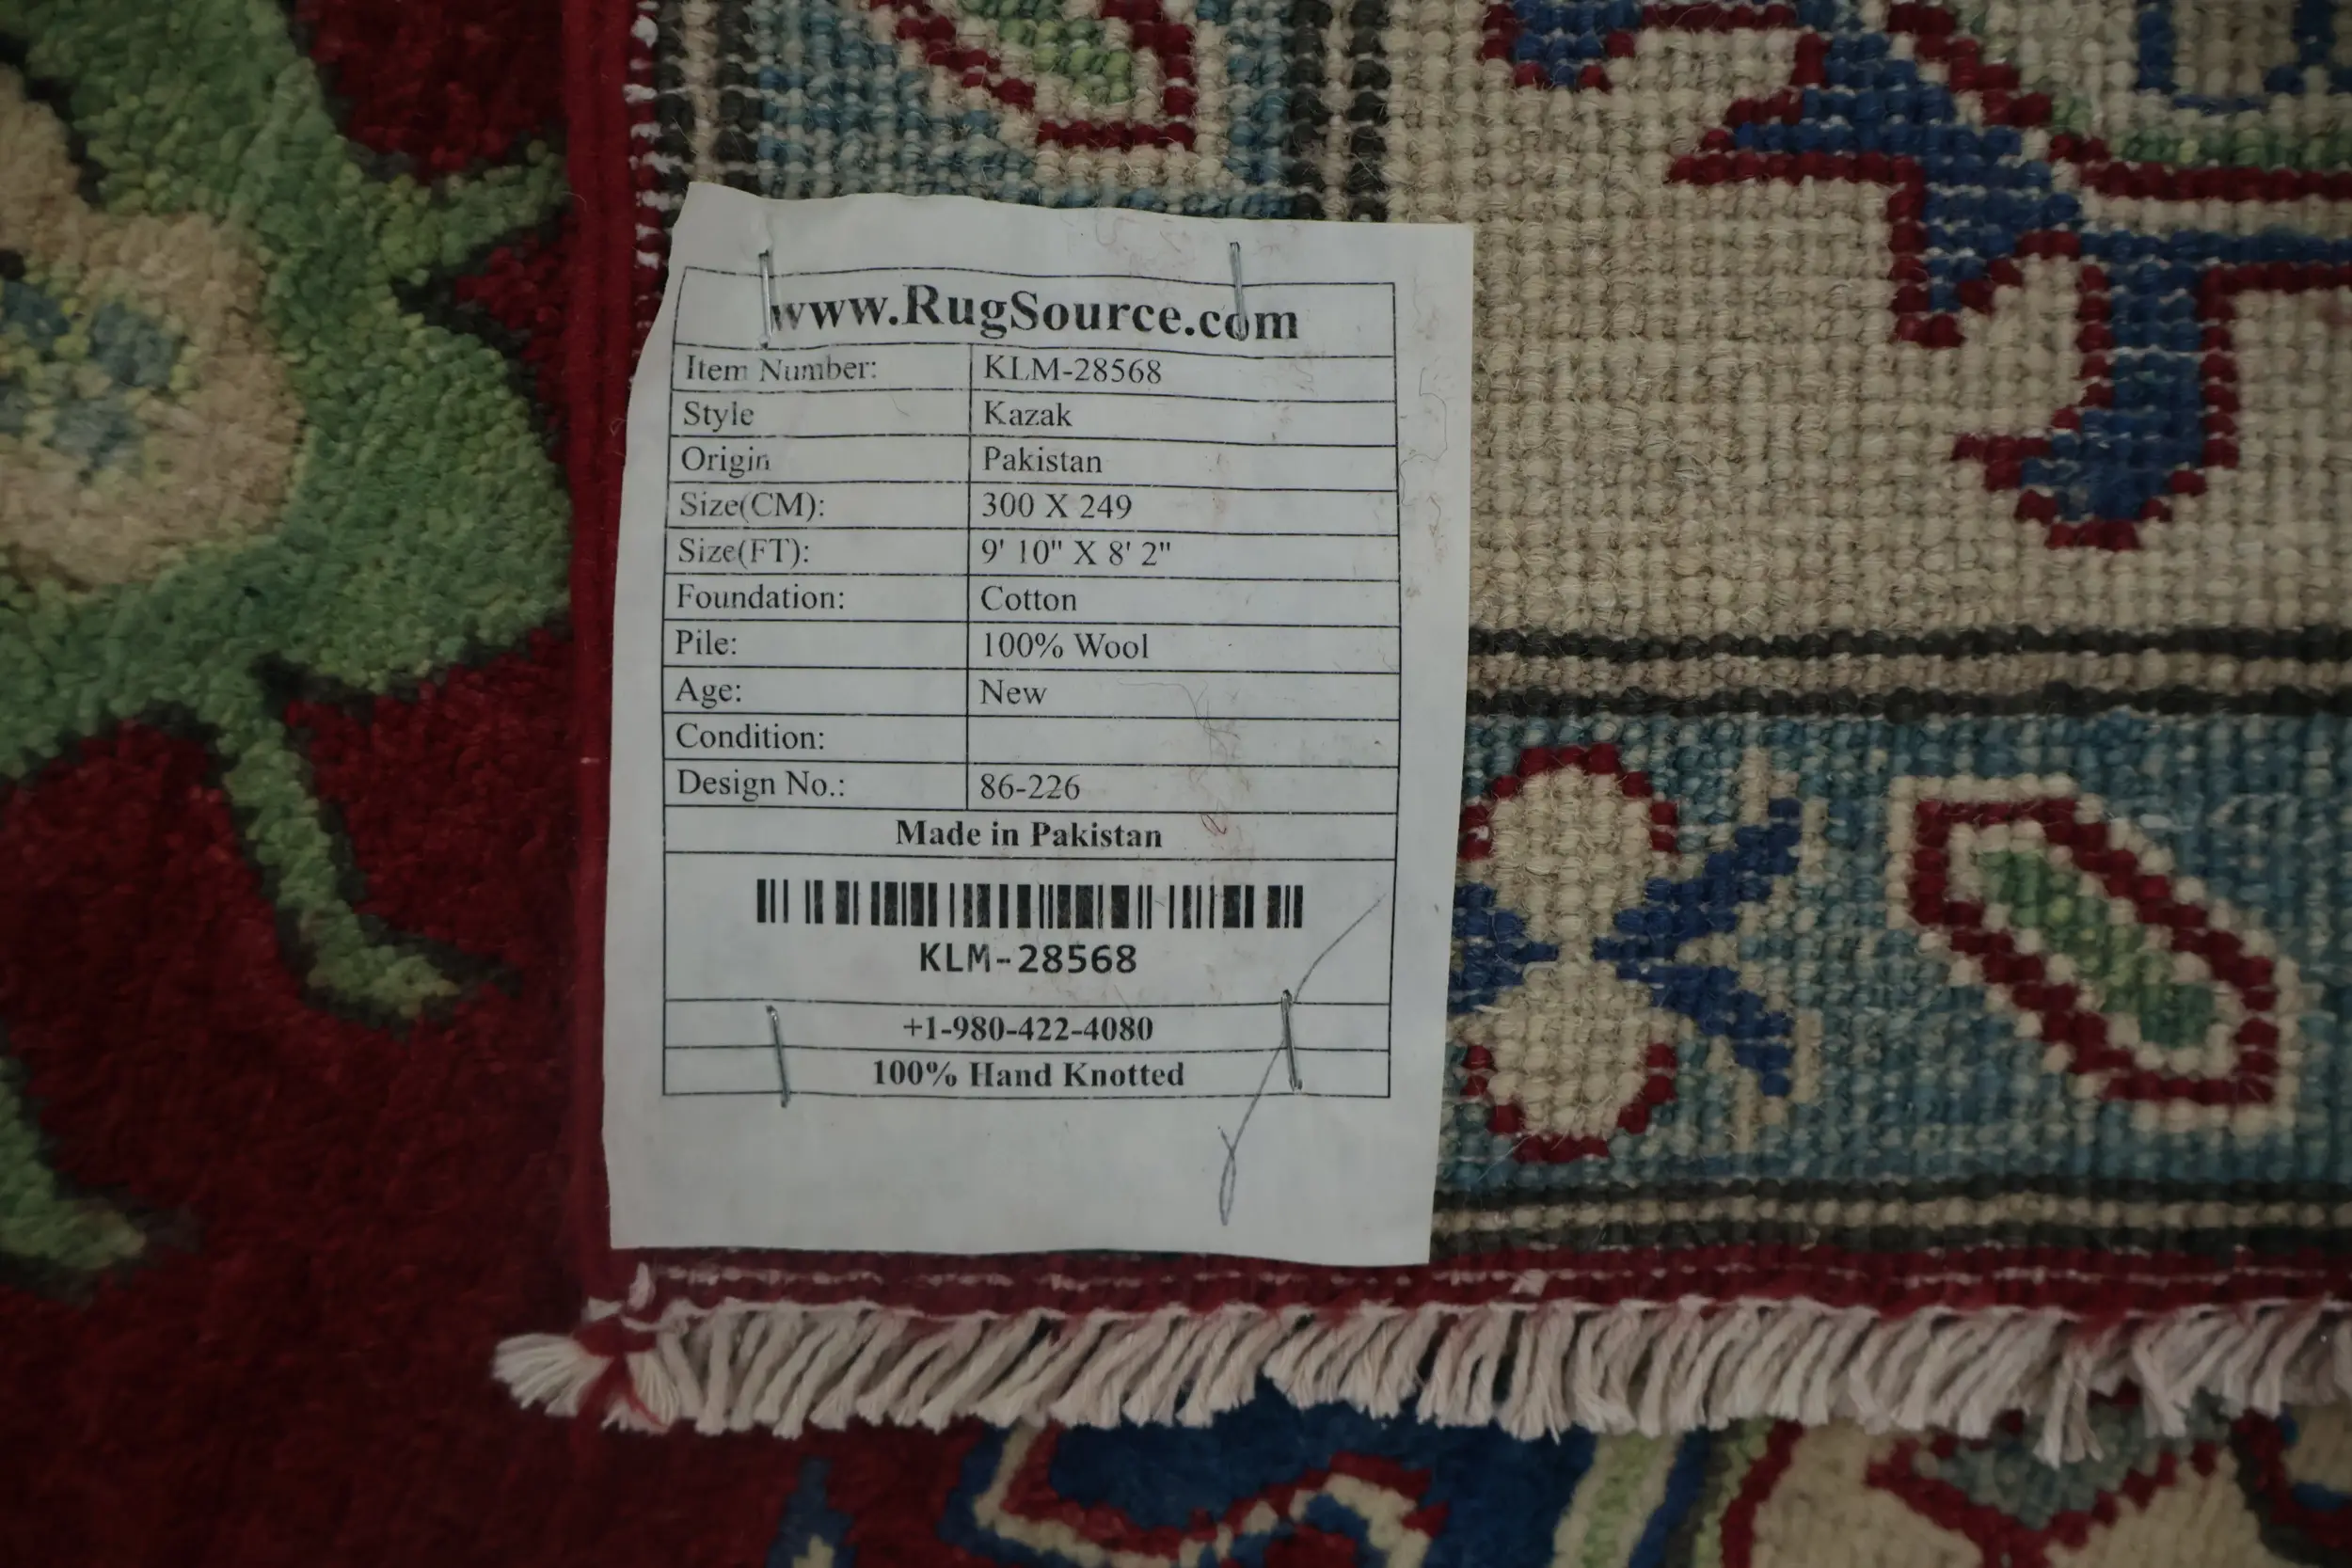 www.RugSource.com
Item Number: KLM-28568
Style Kazak
Origin Pakistan
Size(CM): 300 X 249
Size(FT): 9' 10" X 8' 2"
Foundation: Cotton
Pile: 100% Wool
Age: New
Condition:
Design No.: 86-226
Made in Pakistan
KLM-28568
+1-980-422-4080
100% Hand Knotted